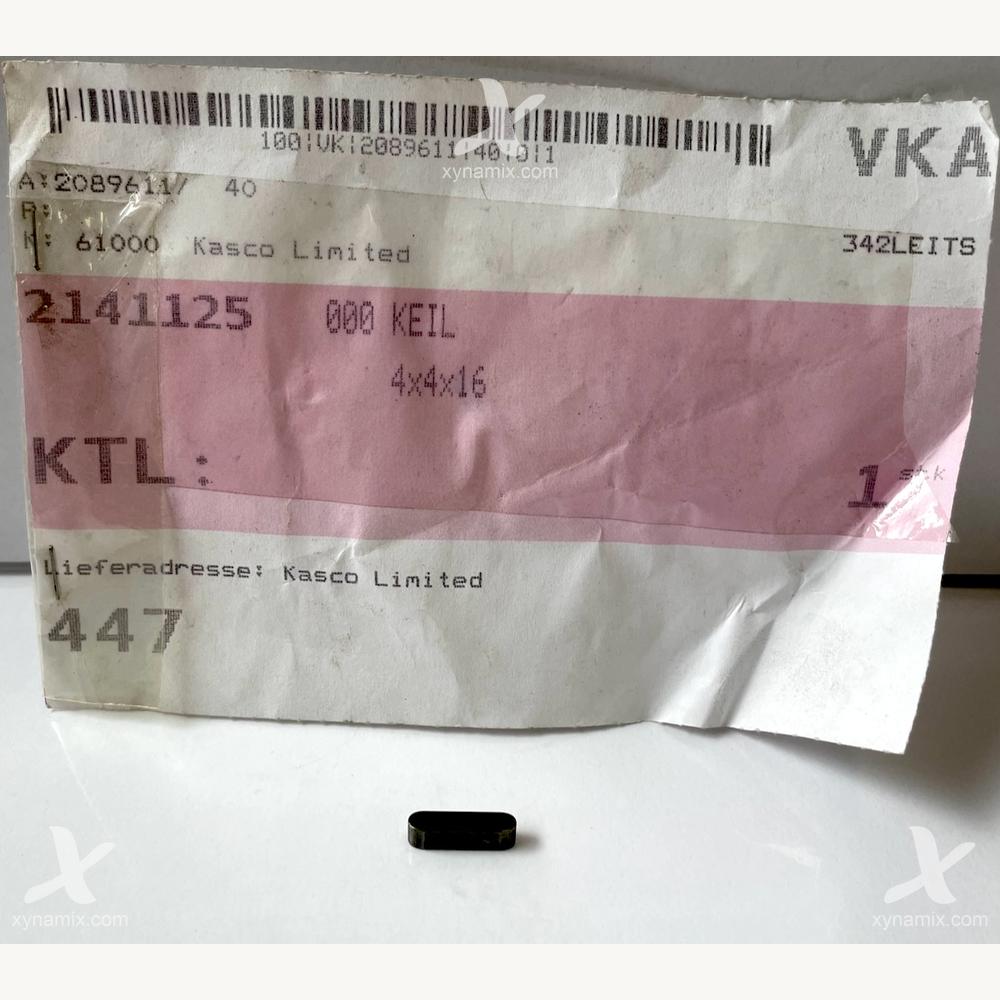 100|VK|2089611|40|0|1
VKA
xynamix.com
A:2089611/ 40
R:
K: 61000 Kasco Limited
342LEITS
2141125 000 KEIL
4x4x16
KTL:
1 stk
Lieferadresse: Kasco Limited
447
xynamix.com
xynamix.com